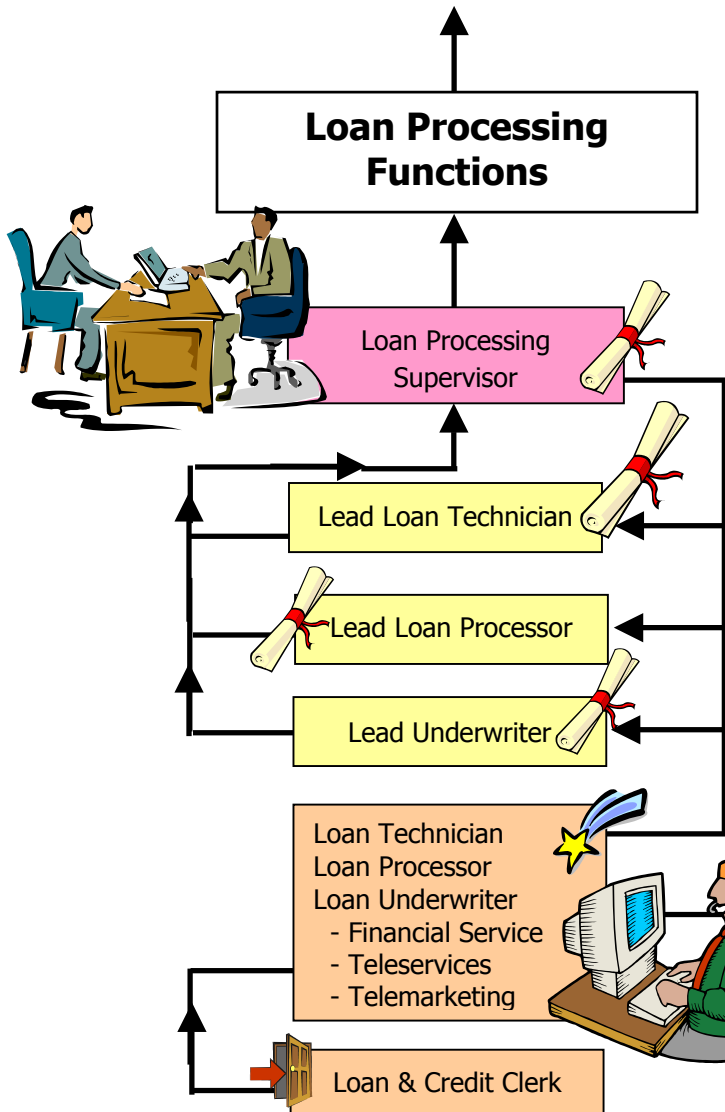 Loan Processing
Functions
Loan Processing
Supervisor
Lead Loan Technician
Lead Loan Processor
Lead Underwriter
Loan Technician
Loan Processor
Loan Underwriter
- Financial Service
- Teleservices
- Telemarketing
Loan & Credit Clerk